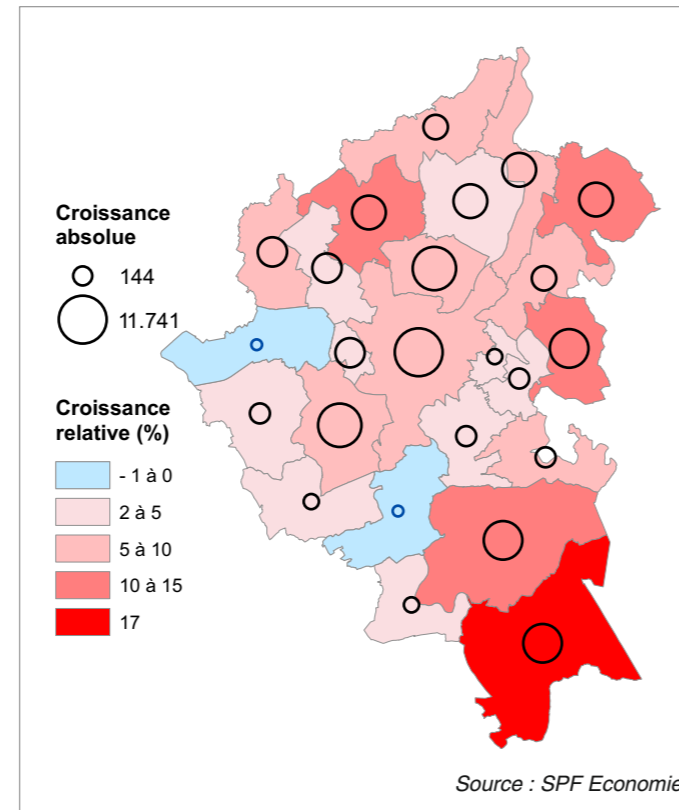 Croissance
absolue
144
11.741
Croissance
relative (%)
- 1 à 0
2 à 5
5 à 10
10 à 15
17
Source : SPF Economie